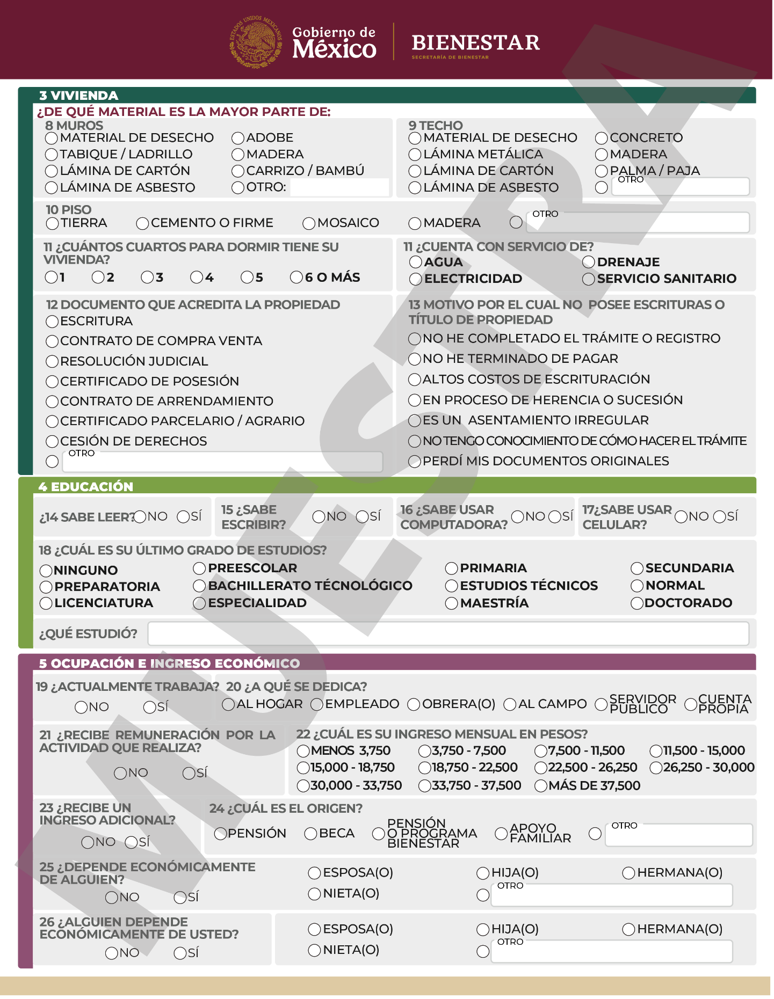 ESTADOS UNIDOS MEXICANOS
Gobierno de
México
BIENESTAR
SECRETARÍA DE BIENESTAR
3 VIVIENDA
¿DE QUÉ MATERIAL ES LA MAYOR PARTE DE:
8 MUROS
MATERIAL DE DESECHO ADOBE
TABIQUE / LADRILLO MADERA
LÁMINA DE CARTÓN CARRIZO / BAMBÚ
LÁMINA DE ASBESTO OTRO:
9 TECHO
MATERIAL DE DESECHO CONCRETO
LÁMINA METÁLICA MADERA
LÁMINA DE CARTÓN PALMA / PAJA
LÁMINA DE ASBESTO OTRO
10 PISO
TIERRA CEMENTO O FIRME MOSAICO MADERA OTRO
11 ¿CUÁNTOS CUARTOS PARA DORMIR TIENE SU
VIVIENDA?
1 2 3 4 5 6 O MÁS
11 ¿CUENTA CON SERVICIO DE?
AGUA DRENAJE
ELECTRICIDAD SERVICIO SANITARIO
12 DOCUMENTO QUE ACREDITA LA PROPIEDAD
ESCRITURA
CONTRATO DE COMPRA VENTA
RESOLUCIÓN JUDICIAL
CERTIFICADO DE POSESIÓN
CONTRATO DE ARRENDAMIENTO
CERTIFICADO PARCELARIO / AGRARIO
CESIÓN DE DERECHOS
OTRO
13 MOTIVO POR EL CUAL NO POSEE ESCRITURAS O
TÍTULO DE PROPIEDAD
NO HE COMPLETADO EL TRÁMITE O REGISTRO
NO HE TERMINADO DE PAGAR
ALTOS COSTOS DE ESCRITURACIÓN
EN PROCESO DE HERENCIA O SUCESIÓN
ES UN ASENTAMIENTO IRREGULAR
NO TENGO CONOCIMIENTO DE CÓMO HACER EL TRÁMITE
PERDÍ MIS DOCUMENTOS ORIGINALES
4 EDUCACIÓN
¿14 SABE LEER? NO SÍ
15 ¿SABE
ESCRIBIR? NO SÍ
16 ¿SABE USAR
COMPUTADORA? NO SÍ
17¿SABE USAR
CELULAR? NO SÍ
18 ¿CUÁL ES SU ÚLTIMO GRADO DE ESTUDIOS?
NINGUNO PREESCOLAR PRIMARIA SECUNDARIA
PREPARATORIA BACHILLERATO TÉCNOLÓGICO ESTUDIOS TÉCNICOS NORMAL
LICENCIATURA ESPECIALIDAD MAESTRÍA DOCTORADO
¿QUÉ ESTUDIÓ?
5 OCUPACIÓN E INGRESO ECONÓMICO
19 ¿ACTUALMENTE TRABAJA?
NO SÍ
20 ¿A QUÉ SE DEDICA?
AL HOGAR EMPLEADO OBRERA(O) AL CAMPO SERVIDOR PÚBLICO CUENTA PROPIA
21 ¿RECIBE REMUNERACIÓN POR LA
ACTIVIDAD QUE REALIZA?
NO SÍ
22 ¿CUÁL ES SU INGRESO MENSUAL EN PESOS?
MENOS 3,750 3,750 - 7,500 7,500 - 11,500 11,500 - 15,000
15,000 - 18,750 18,750 - 22,500 22,500 - 26,250 26,250 - 30,000
30,000 - 33,750 33,750 - 37,500 MÁS DE 37,500
23 ¿RECIBE UN
INGRESO ADICIONAL?
NO SÍ
24 ¿CUÁL ES EL ORIGEN?
PENSIÓN BECA PENSIÓN O PROGRAMA BIENESTAR APOYO FAMILIAR OTRO
25 ¿DEPENDE ECONÓMICAMENTE
DE ALGUIEN?
NO SÍ
ESPOSA(O) HIJA(O) HERMANA(O)
NIETA(O) OTRO
26 ¿ALGUIEN DEPENDE
ECONÓMICAMENTE DE USTED?
NO SÍ
ESPOSA(O) HIJA(O) HERMANA(O)
NIETA(O) OTRO
MUESTRA